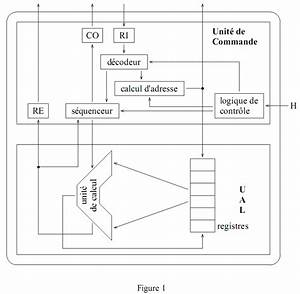 Unité de
Commande
CO
RI
décodeur
calcul d'adresse
RE
séquenceur
logique de
contrôle
H
unité
de calcul
U
A
L
registres
Figure 1